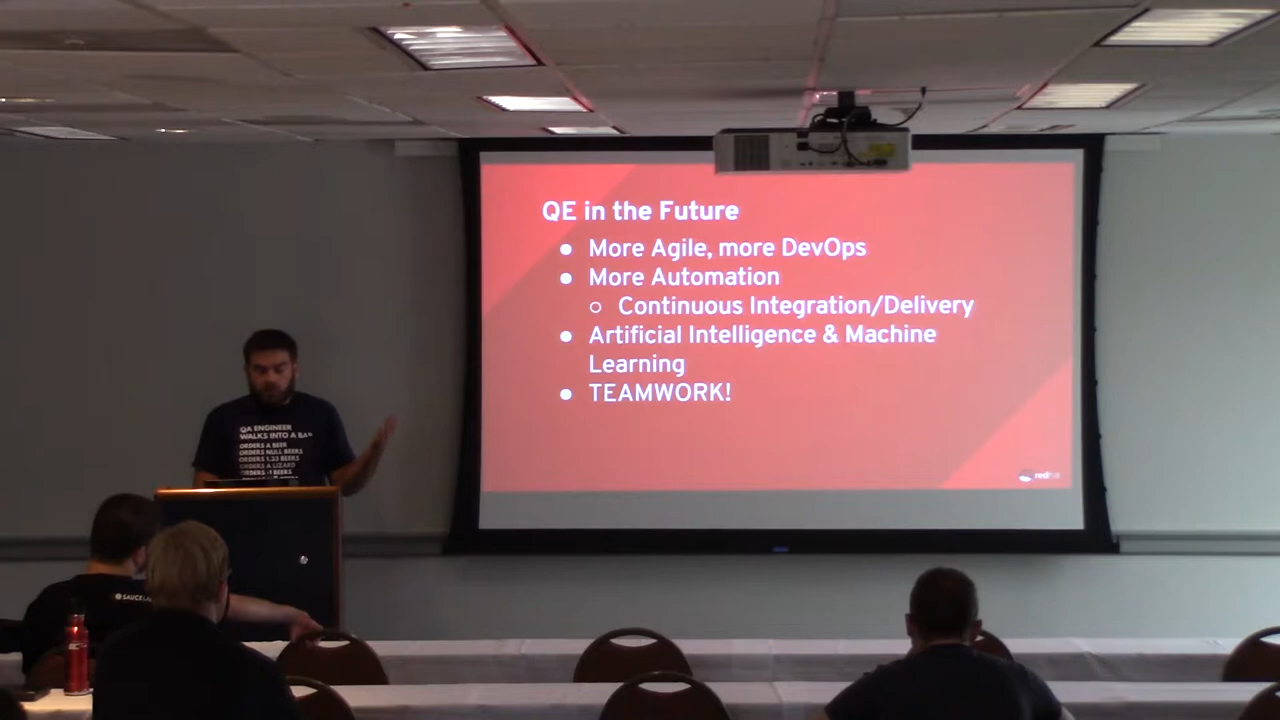 QE in the Future
● More Agile, more DevOps
● More Automation
○ Continuous Integration/Delivery
● Artificial Intelligence & Machine
Learning
● TEAMWORK!
redhat
QA ENGINEER
WALKS INTO A BAR
ORDERS A BEER
ORDERS NULL BEERS
ORDERS 1.33 BEERS
ORDERS A LIZARD
ORDERS -1 BEERS